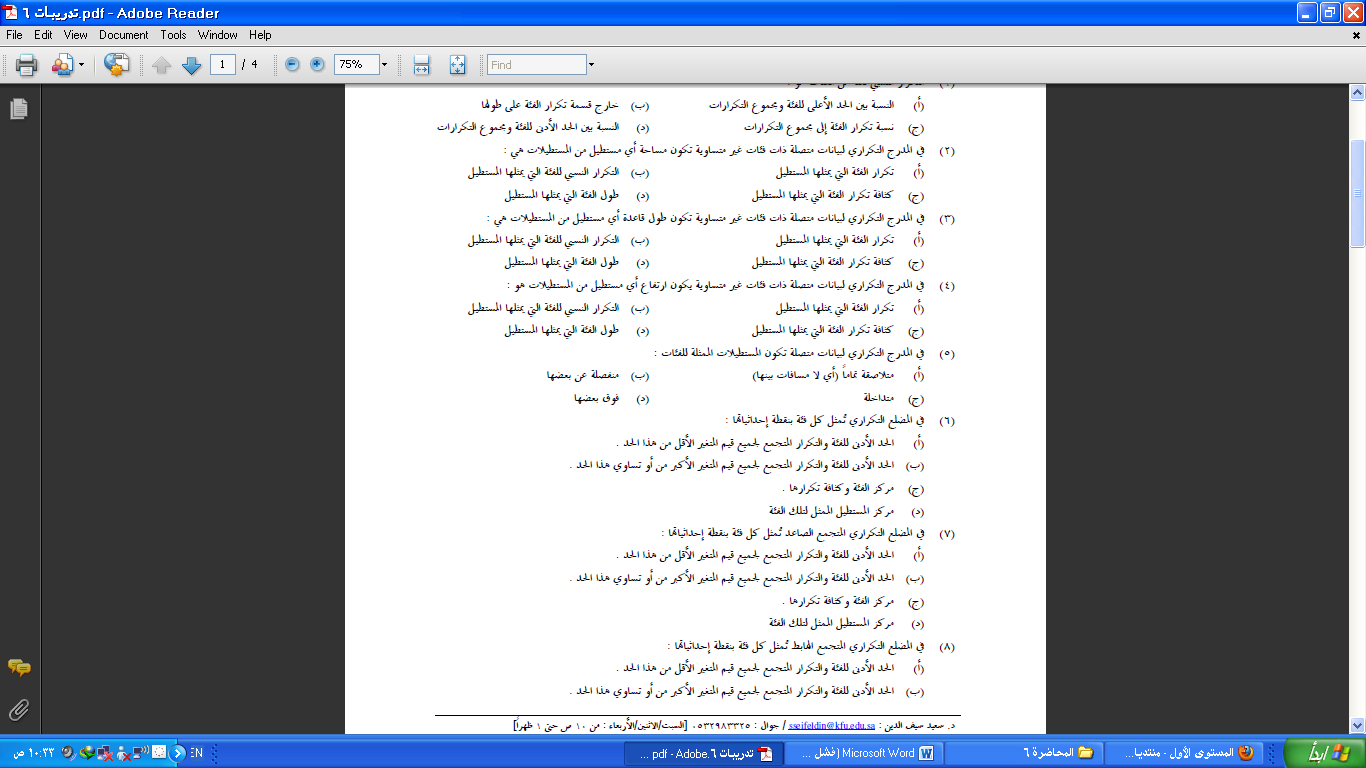 تدريبات ٦.pdf - Adobe Reader
File Edit View Document Tools Window Help
1 / 4 75% Find
(أ) النسبة بين الحد الأعلى للفئة ومجموع التكرارات (ب) خارج قسمة تكرار الفئة على طولها
(ج) نسبة تكرار الفئة إلى مجموع التكرارات (د) النسبة بين الحد الأدنى للفئة ومجموع التكرارات
(٢) في المدرج التكراري لبيانات متصلة ذات فئات غير متساوية تكون مساحة أي مستطيل من المستطيلات هي :
(أ) تكرار الفئة التي يمثلها المستطيل (ب) التكرار النسبي للفئة التي يمثلها المستطيل
(ج) كثافة تكرار الفئة التي يمثلها المستطيل (د) طول الفئة التي يمثلها المستطيل
(٣) في المدرج التكراري لبيانات متصلة ذات فئات غير متساوية تكون طول قاعدة أي مستطيل من المستطيلات هي :
(أ) تكرار الفئة التي يمثلها المستطيل (ب) التكرار النسبي للفئة التي يمثلها المستطيل
(ج) كثافة تكرار الفئة التي يمثلها المستطيل (د) طول الفئة التي يمثلها المستطيل
(٤) في المدرج التكراري لبيانات متصلة ذات فئات غير متساوية يكون ارتفاع أي مستطيل من المستطيلات هو :
(أ) تكرار الفئة التي يمثلها المستطيل (ب) التكرار النسبي للفئة التي يمثلها المستطيل
(ج) كثافة تكرار الفئة التي يمثلها المستطيل (د) طول الفئة التي يمثلها المستطيل
(٥) في المدرج التكراري لبيانات متصلة تكون المستطيلات الممثلة للفئات :
(أ) متلاصقة تماماً (أي لا مسافات بينها) (ب) منفصلة عن بعضها
(ج) متداخلة (د) فوق بعضها
(٦) في المضلع التكراري تُمثل كل فئة بنقطة إحداثياتها :
(أ) الحد الأدنى للفئة والتكرار المتجمع لجميع قيم المتغير الأقل من هذا الحد .
(ب) الحد الأدنى للفئة والتكرار المتجمع لجميع قيم المتغير الأكبر من أو تساوي هذا الحد .
(ج) مركز الفئة وكثافة تكرارها .
(د) مركز المستطيل الممثل لتلك الفئة
(٧) في المضلع التكراري المتجمع الصاعد تُمثل كل فئة بنقطة إحداثياتها :
(أ) الحد الأدنى للفئة والتكرار المتجمع لجميع قيم المتغير الأقل من هذا الحد .
(ب) الحد الأدنى للفئة والتكرار المتجمع لجميع قيم المتغير الأكبر من أو تساوي هذا الحد .
(ج) مركز الفئة وكثافة تكرارها .
(د) مركز المستطيل الممثل لتلك الفئة
(٨) في المضلع التكراري المتجمع الهابط تُمثل كل فئة بنقطة إحداثياتها :
(أ) الحد الأدنى للفئة والتكرار المتجمع لجميع قيم المتغير الأقل من هذا الحد .
(ب) الحد الأدنى للفئة والتكرار المتجمع لجميع قيم المتغير الأكبر من أو تساوي هذا الحد .
د. سعيد سيف الدين : sseifeldin@kfu.edu.sa / جوال : ٠٥٣٢٩٨٣٣٢٥ [السبت/الاثنين/الأربعاء : من ١٠ ص حتى ١ ظهراً]
ابدأ المستوى الأول - منتديا... المحاضرة ٦ Microsoft Word (فشل ... تدريبات ٦.pdf - Adobe ... EN ١٠:٣٣ ص